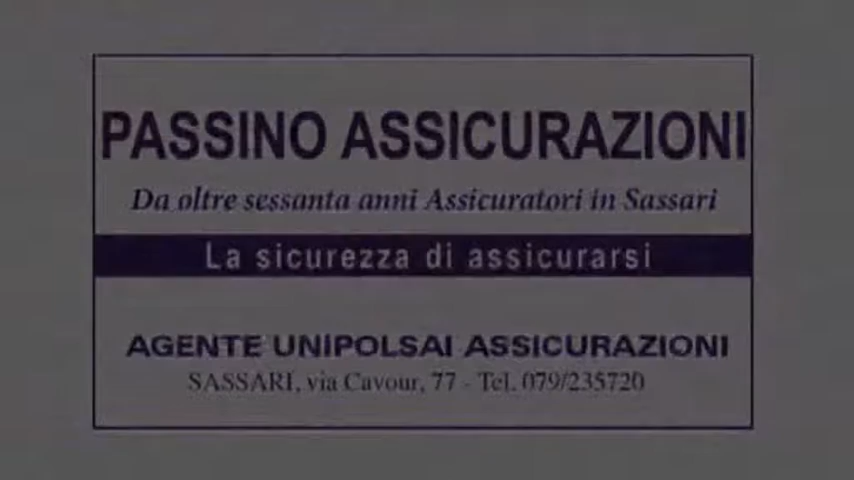 PASSINO ASSICURAZIONI
Da oltre sessanta anni Assicuratori in Sassari
La sicurezza di assicurarsi
AGENTE UNIPOLSAI ASSICURAZIONI
SASSARI, via Cavour, 77 - Tel. 079/235720